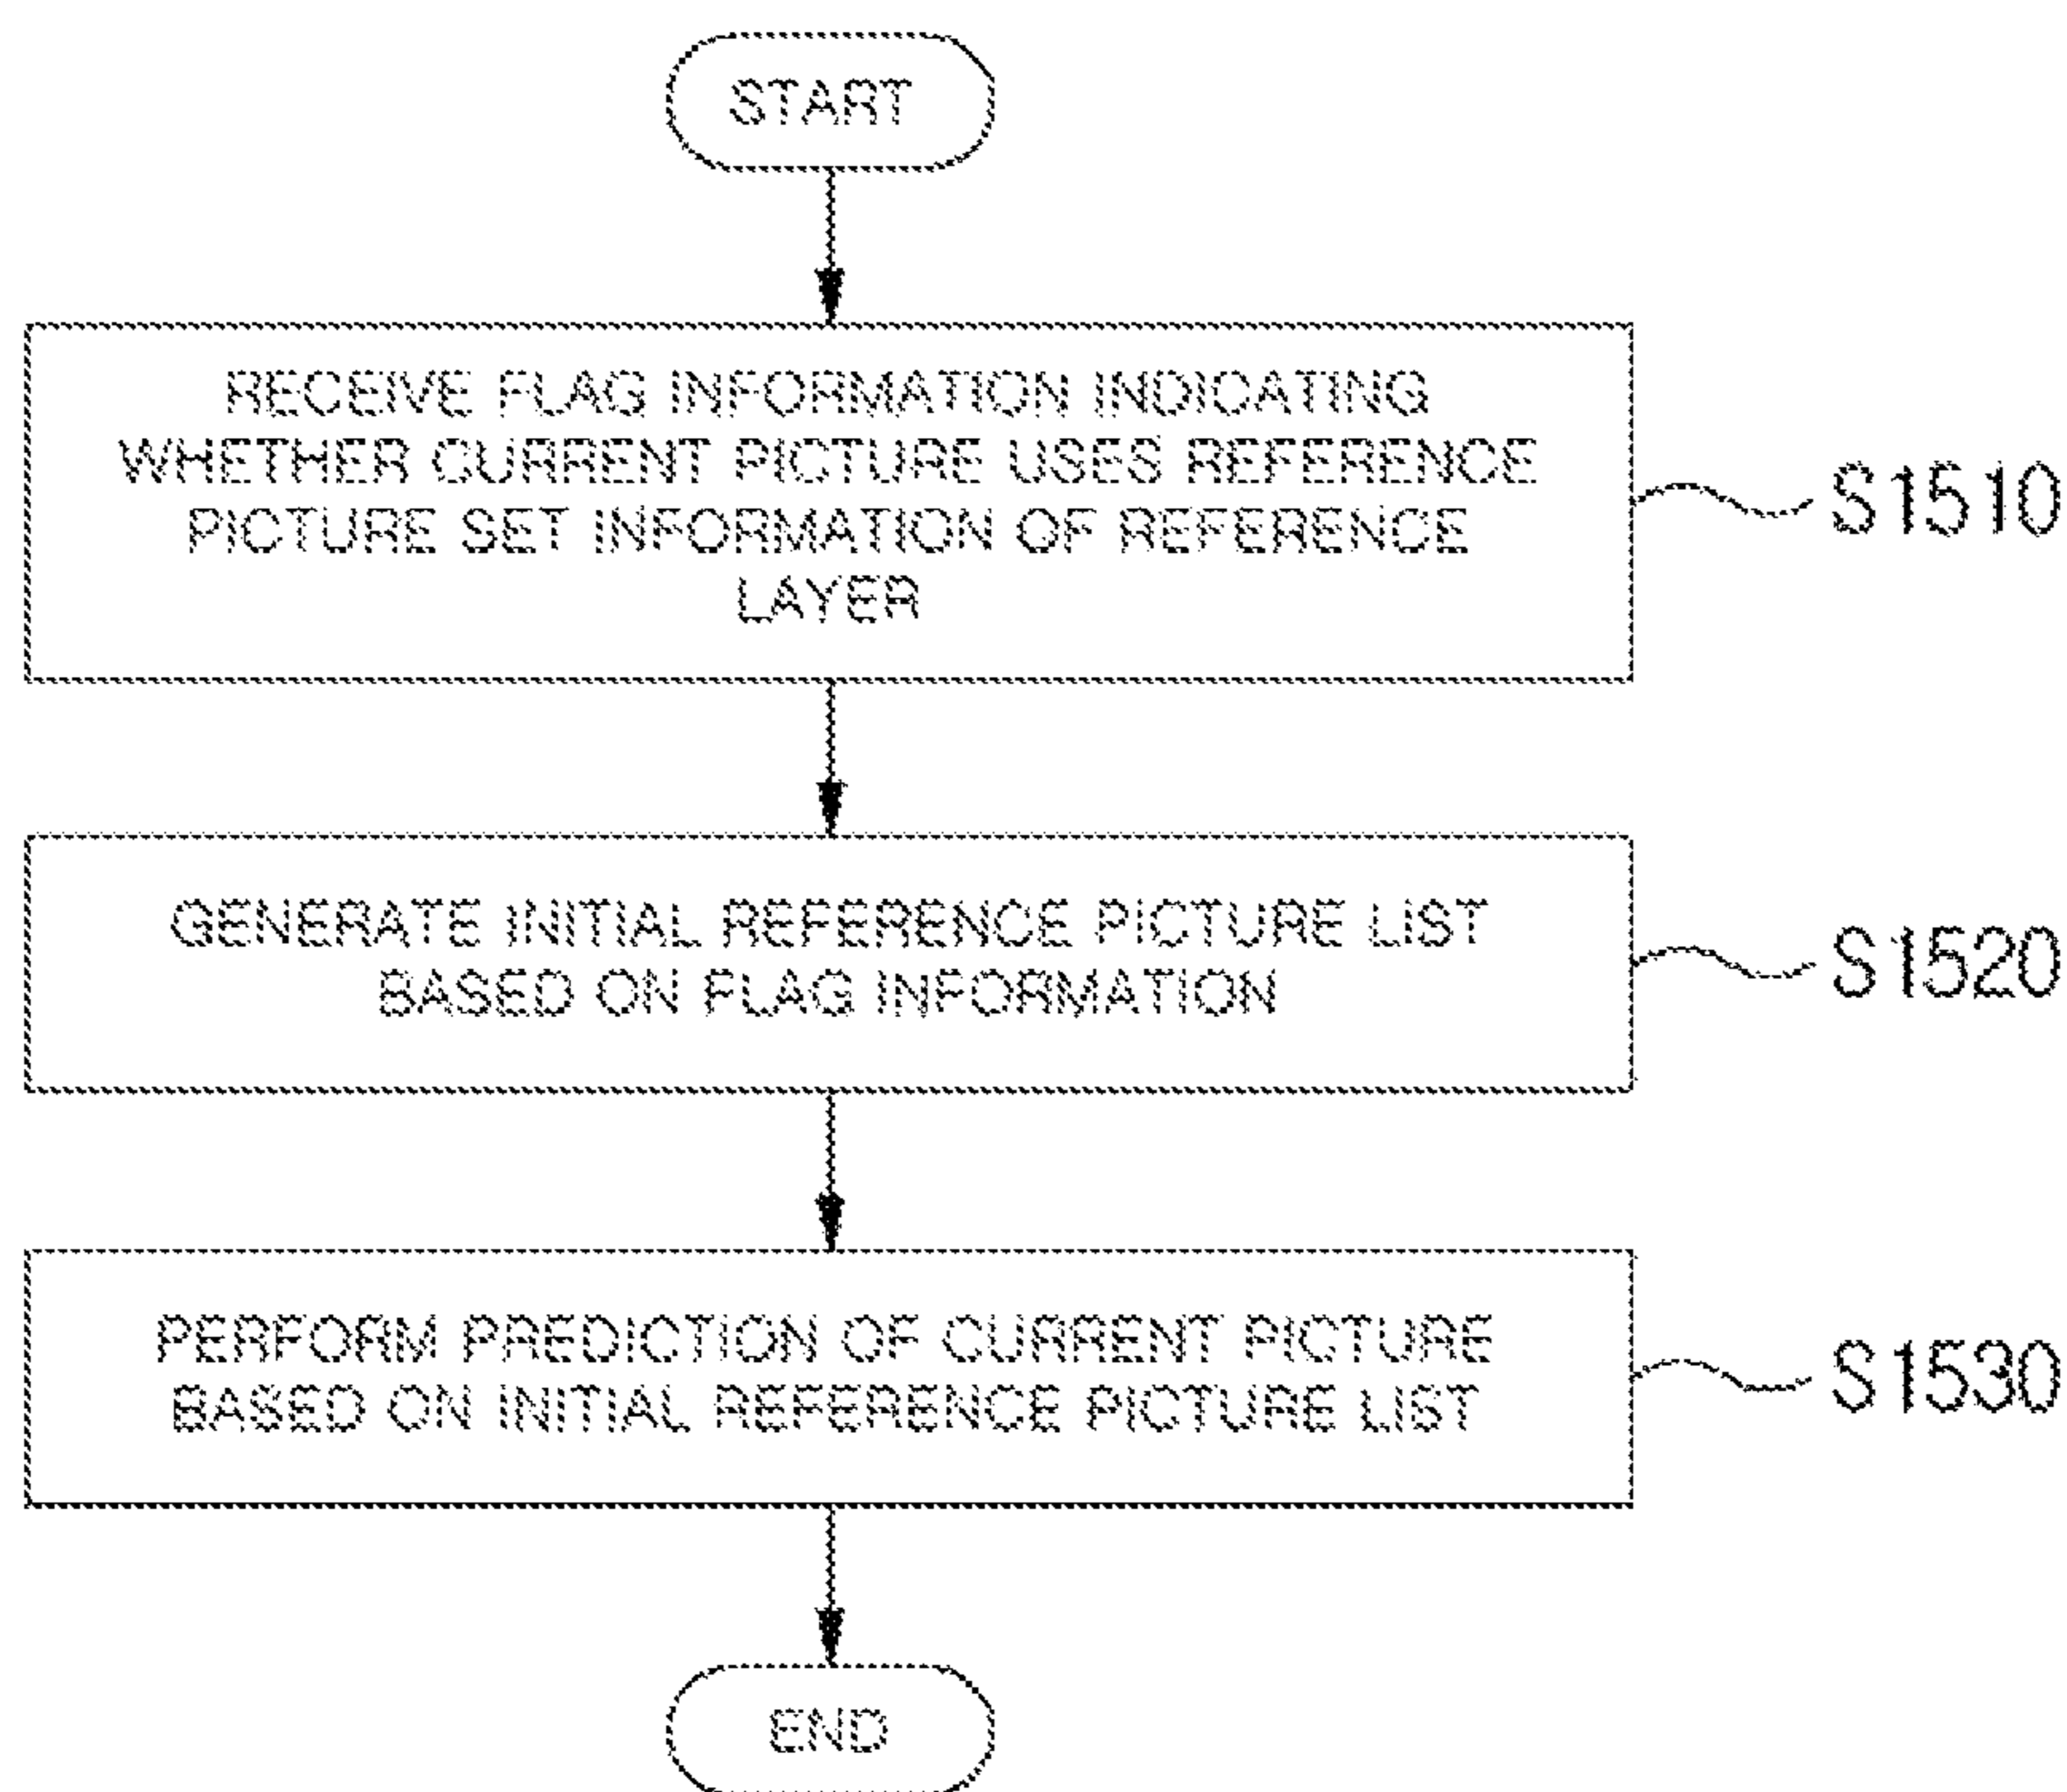 START
RECEIVE FLAG INFORMATION INDICATING
WHETHER CURRENT PICTURE USES REFERENCE
PICTURE SET INFORMATION OF REFERENCE
LAYER
S1510
GENERATE INITIAL REFERENCE PICTURE LIST
BASED ON FLAG INFORMATION
S1520
PERFORM PREDICTION OF CURRENT PICTURE
BASED ON INITIAL REFERENCE PICTURE LIST
S1530
END